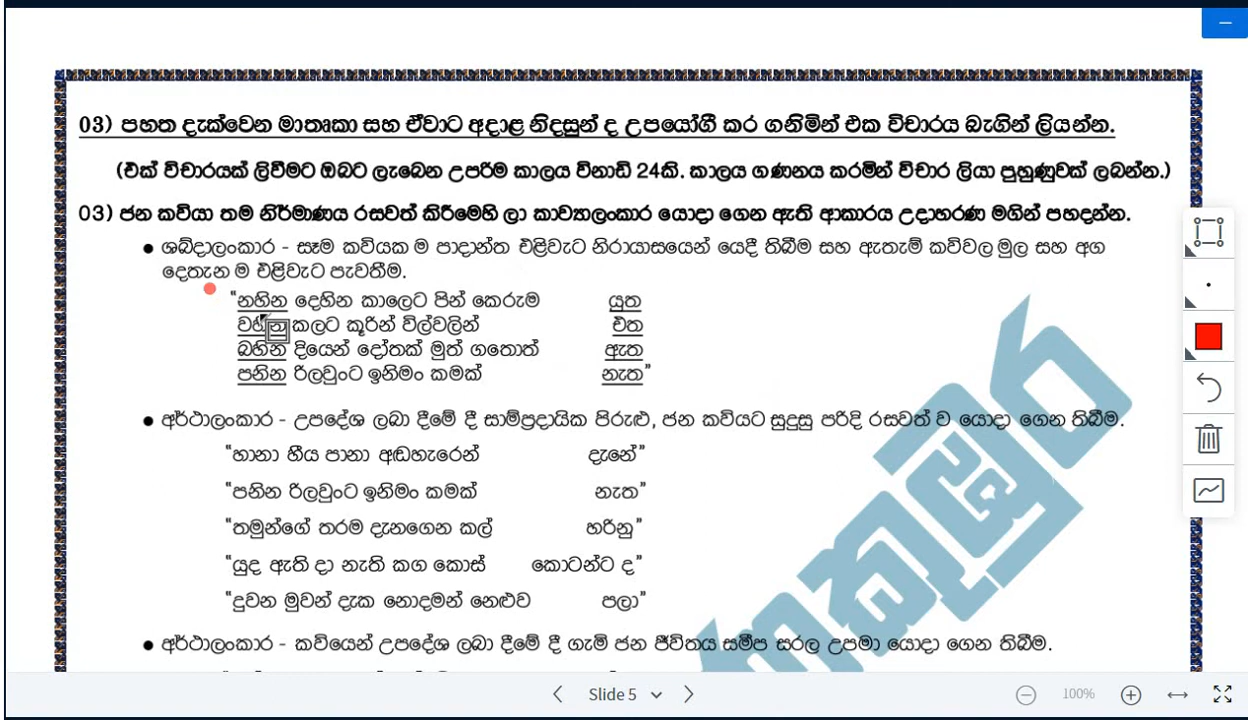 03) පහත දැක්වෙන මාතෘකා සහ ඒවාට අදාළ නිදසුන් ද උපයෝගී කර ගනිමින් එක විචාරය බැගින් ලියන්න.
(එක් විචාරයක් ලිවීමට ඔබට ලැබෙන උපරිම කාලය විනාඩි 24කි. කාලය ගණනය කරමින් විචාර ලියා පුහුණුවක් ලබන්න.)
03) ජන කවියා තම නිර්මාණය රසවත් කිරීමෙහි ලා කාව්‍යාලංකාර යොදා ගෙන ඇති ආකාරය උදාහරණ මගින් පහදන්න.
● ශබ්දාලංකාර - සෑම කවියක ම පාදාන්ත එළිවැට නිරායාසයෙන් යෙදී තිබීම සහ ඇතැම් කවිවල මුල සහ අග
දෙතැන ම එළිවැට පැවතීම.
“නහින දෙහින කාලෙට පින් කෙරුම යුත
වහින කලට කූරින් විල්වලින් එත
බහින දියෙන් දෝතක් මුත් ගතොත් ඇත
පනින රිලවුංට ඉනිමං කමක් නැත”
● අර්ථාලංකාර - උපදේශ ලබා දීමේ දී සාම්ප්‍රදායික පිරුළු, ජන කවියට සුදුසු පරිදි රසවත් ව යොදා ගෙන තිබීම.
“හානා හීය පානා අඬහැරෙන් දැනේ”
“පනින රිලවුංට ඉනිමං කමක් නැත”
“තමුන්ගේ තරම දැනගෙන කල් හරිනු”
“යුද ඇති දා නැති කග කොස් කොටන්ට ද”
“දුවන මුවන් දැක නොදමන් නෙළුව පලා”
● අර්ථාලංකාර - කවියෙන් උපදේශ ලබා දීමේ දී ගැමි ජන ජීවිතය සමීප සරල උපමා යොදා ගෙන තිබීම.
Slide 5
100%